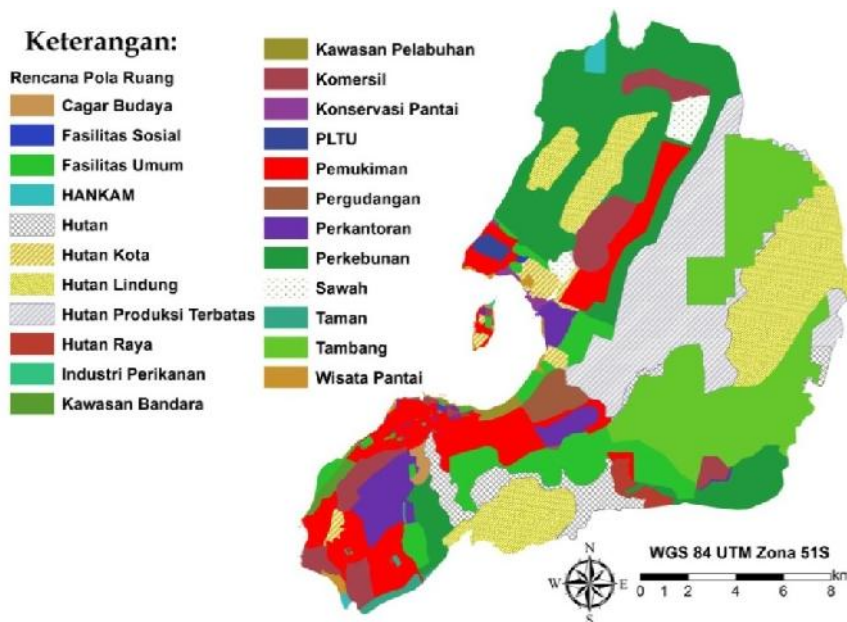 Keterangan:
Rencana Pola Ruang
Cagar Budaya
Fasilitas Sosial
Fasilitas Umum
HANKAM
Hutan
Hutan Kota
Hutan Lindung
Hutan Produksi Terbatas
Hutan Raya
Industri Perikanan
Kawasan Bandara
Kawasan Pelabuhan
Komersil
Konservasi Pantai
PLTU
Pemukiman
Pergudangan
Perkantoran
Perkebunan
Sawah
Taman
Tambang
Wisata Pantai
N
W E
S
WGS 84 UTM Zona 51S
km
0 1 2 4 6 8